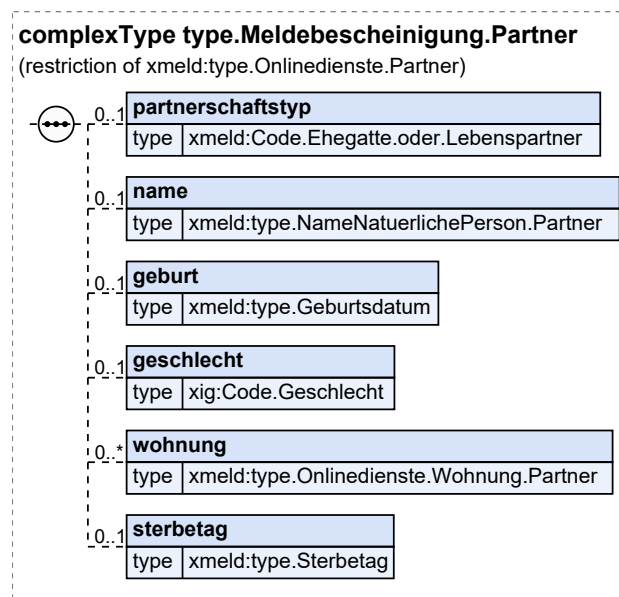 complexType type.Meldebescheinigung.Partner
(restriction of xmeld:type.Onlinedienste.Partner)
0..1 partnerschaftstyp
type xmeld:Code.Ehegatte.oder.Lebenspartner
0..1 name
type xmeld:type.NameNatuerlichePerson.Partner
0..1 geburt
type xmeld:type.Geburtsdatum
0..1 geschlecht
type xig:Code.Geschlecht
0..* wohnung
type xmeld:type.Onlinedienste.Wohnung.Partner
0..1 sterbetag
type xmeld:type.Sterbetag